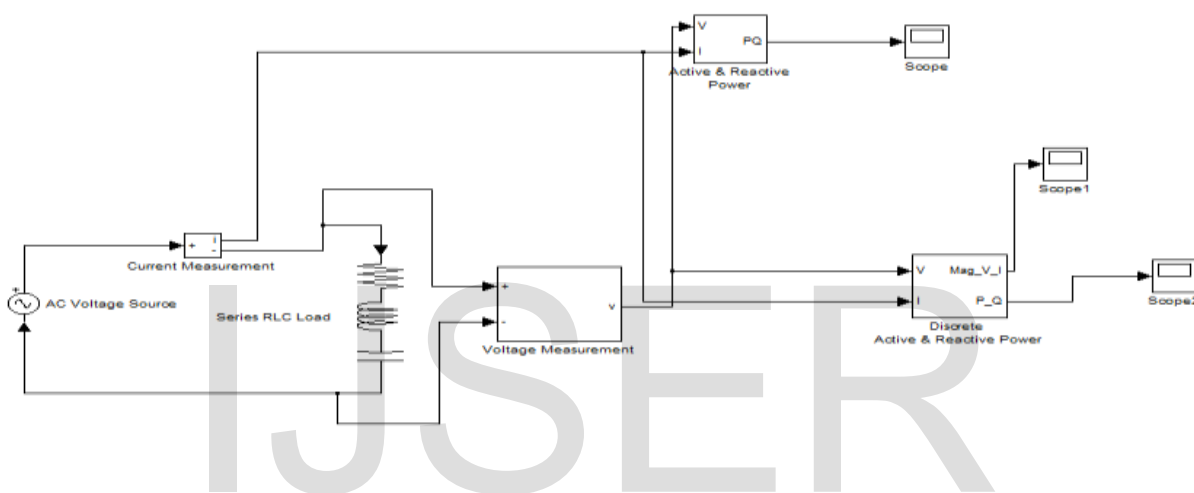 V
I
PQ
Active & Reactive
Power
Scope
Scope1
+
i
-
Current Measurement
+
AC Voltage Source
Series RLC Load
+
-
v
Voltage Measurement
V
I
Mag_V_I
P_Q
Discrete
Active & Reactive Power
Scope2
IJSER